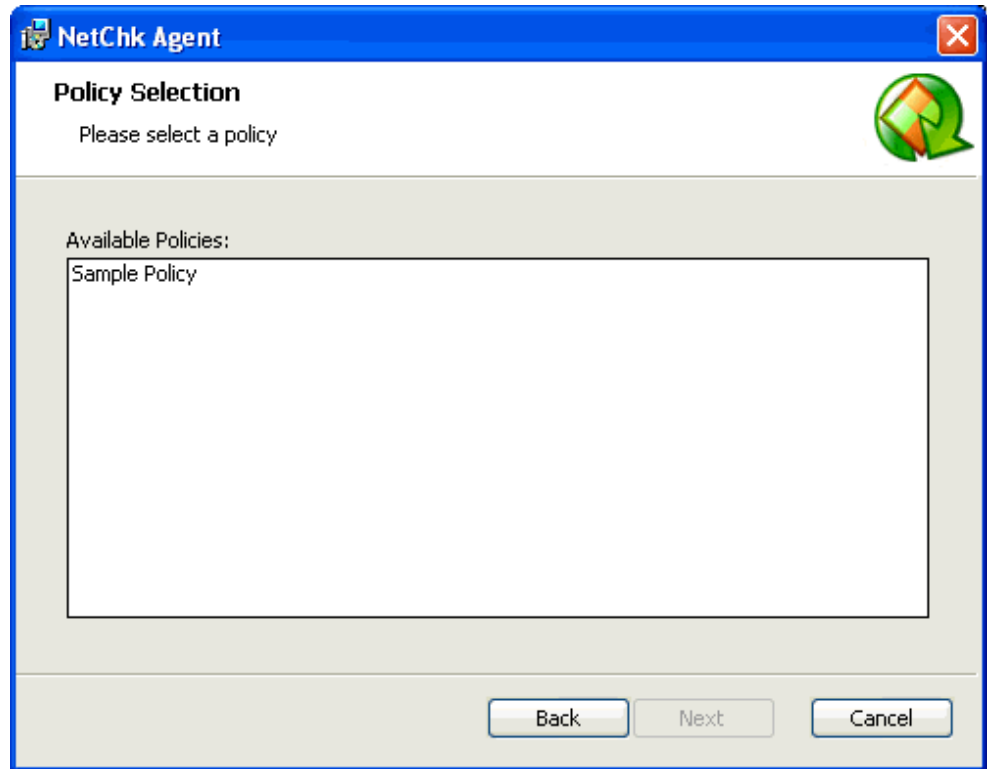 NetChk Agent
Policy Selection
Please select a policy
Available Policies:
Sample Policy
Back Next Cancel